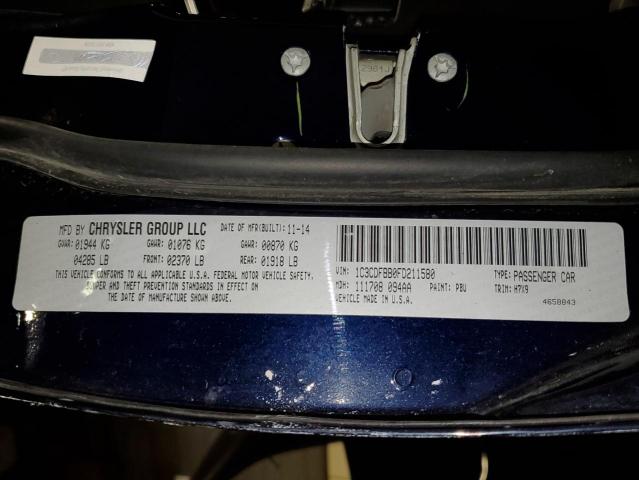 2981J
MFD BY CHRYSLER GROUP LLC DATE OF MFR(BUILT): 11-14
GVWR: 01944 KG GAWR: 01076 KG GAWR: 00870 KG
04285 LB FRONT: 02370 LB REAR: 01918 LB
THIS VEHICLE CONFORMS TO ALL APPLICABLE U.S.A. FEDERAL MOTOR VEHICLE SAFETY,
BUMPER AND THEFT PREVENTION STANDARDS IN EFFECT ON
THE DATE OF MANUFACTURE SHOWN ABOVE.
VIN: 1C3CDFBB0FD211580 TYPE: PASSENGER CAR
MDH: 111708 094AA PAINT: PBU TRIM: H7X9
VEHICLE MADE IN U.S.A. 4658843